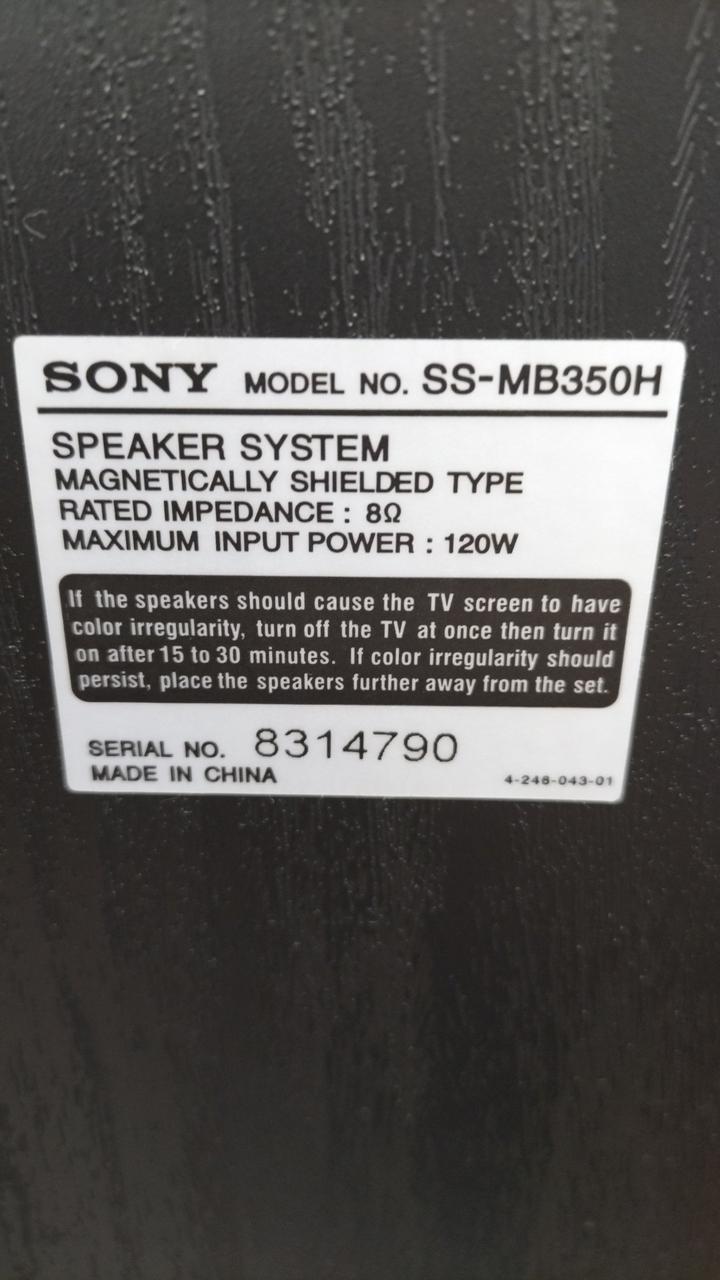 SONY MODEL NO. SS-MB350H
SPEAKER SYSTEM
MAGNETICALLY SHIELDED TYPE
RATED IMPEDANCE : 8Ω
MAXIMUM INPUT POWER : 120W
If the speakers should cause the TV screen to have
color irregularity, turn off the TV at once then turn it
on after 15 to 30 minutes. If color irregularity should
persist, place the speakers further away from the set.
SERIAL NO. 8314790
MADE IN CHINA
4-246-043-01